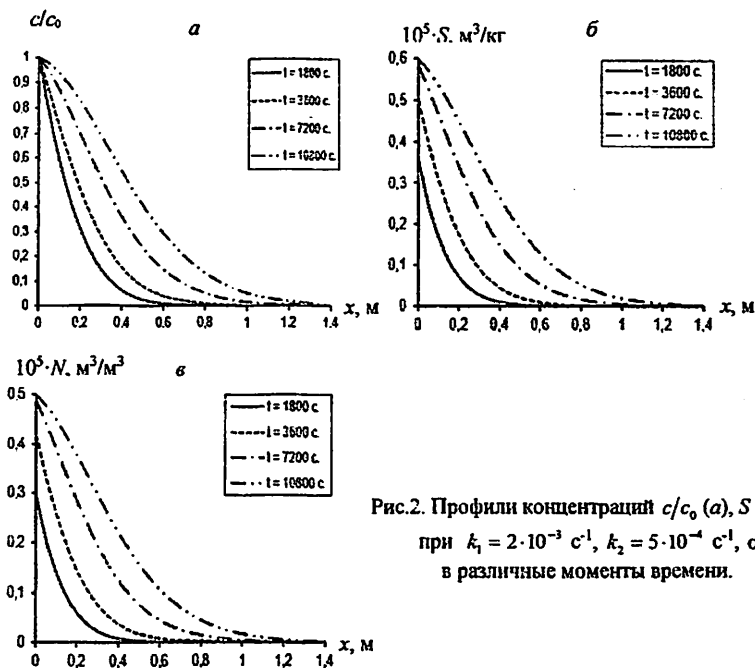 c/c₀ а
1
0,9
0,8
0,7
0,6
0,5
0,4
0,3
0,2
0,1
0
0 0,2 0,4 0,6 0,8 1 1,2 1,4
x, м
t = 1800 с.
t = 3600 с.
t = 7200 с.
t = 10800 с.
10⁵·S, м³/кг б
0,6
0,5
0,4
0,3
0,2
0,1
0
0 0,2 0,4 0,6 0,8 1 1,2 1,4
x, м
t = 1800 с.
t = 3600 с.
t = 7200 с.
t = 10800 с.
10⁵·N, м³/м³ в
0,5
0,4
0,3
0,2
0,1
0
0 0,2 0,4 0,6 0,8 1 1,2 1,4
x, м
t = 1800 с.
t = 3600 с.
t = 7200 с.
t = 10800 с.
Рис.2. Профили концентраций c/c₀ (а), S
при k₁ = 2·10⁻³ с⁻¹, k₂ = 5·10⁻⁴ с⁻¹,
в различные моменты времени.